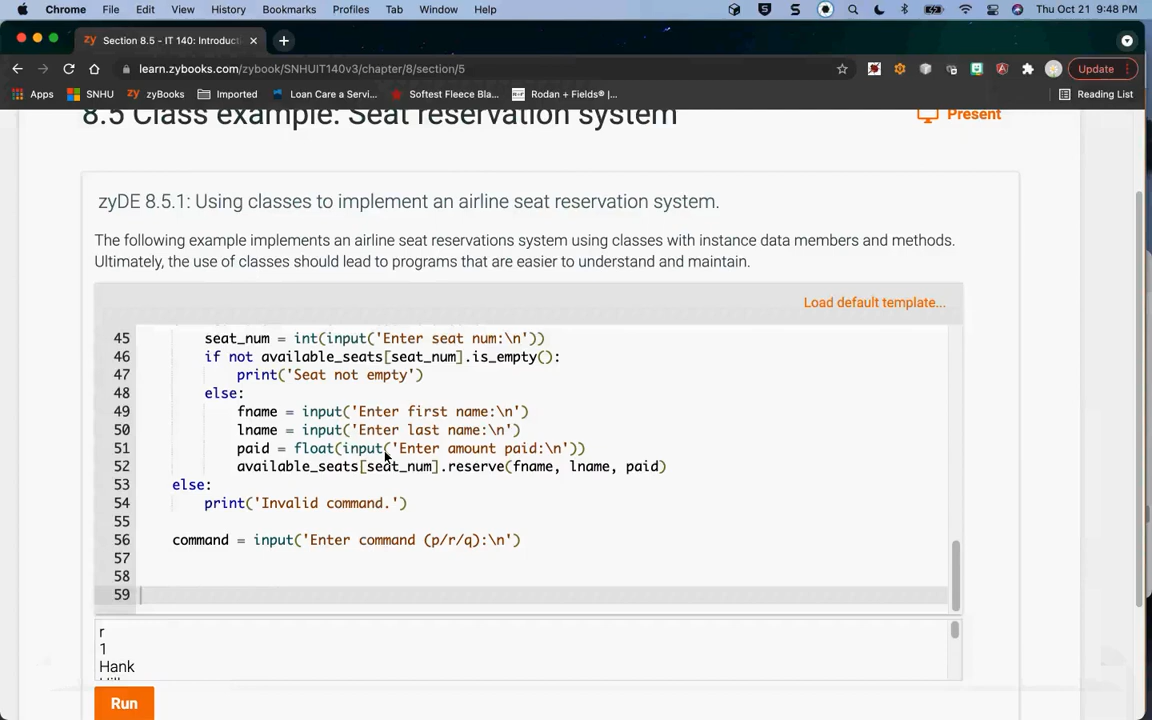 Chrome File Edit View History Bookmarks Profiles Tab Window Help Thu Oct 21 9:48 PM
zy Section 8.5 - IT 140: Introducti
learn.zybooks.com/zybook/SNHUIT140v3/chapter/8/section/5 Update
Apps SNHU zy zyBooks Imported Loan Care a Servi... Softest Fleece Bla... Rodan + Fields® |... Reading List
8.5 Class example: Seat reservation system Present
zyDE 8.5.1: Using classes to implement an airline seat reservation system.
The following example implements an airline seat reservations system using classes with instance data members and methods.
Ultimately, the use of classes should lead to programs that are easier to understand and maintain.
Load default template...
45 seat_num = int(input('Enter seat num:\n'))
46 if not available_seats[seat_num].is_empty():
47 print('Seat not empty')
48 else:
49 fname = input('Enter first name:\n')
50 lname = input('Enter last name:\n')
51 paid = float(input('Enter amount paid:\n'))
52 available_seats[seat_num].reserve(fname, lname, paid)
53 else:
54 print('Invalid command.')
55
56 command = input('Enter command (p/r/q):\n')
57
58
59
r
1
Hank
Run